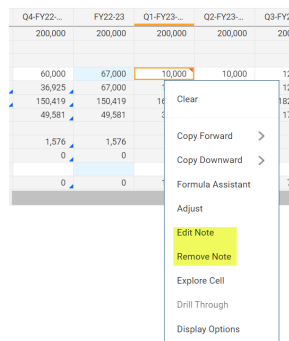 Q4-FY22-... FY22-23 Q1-FY23-... Q2-FY23-... Q3-FY2
200,000 200,000 200,000 200,000 200
60,000 67,000 10,000 10,000 12
36,925 67,000
150,419 150,419
49,581 49,581
1,576 1,576
0 0
0 0
Clear
Copy Forward
Copy Downward
Formula Assistant
Adjust
Edit Note
Remove Note
Explore Cell
Drill Through
Display Options